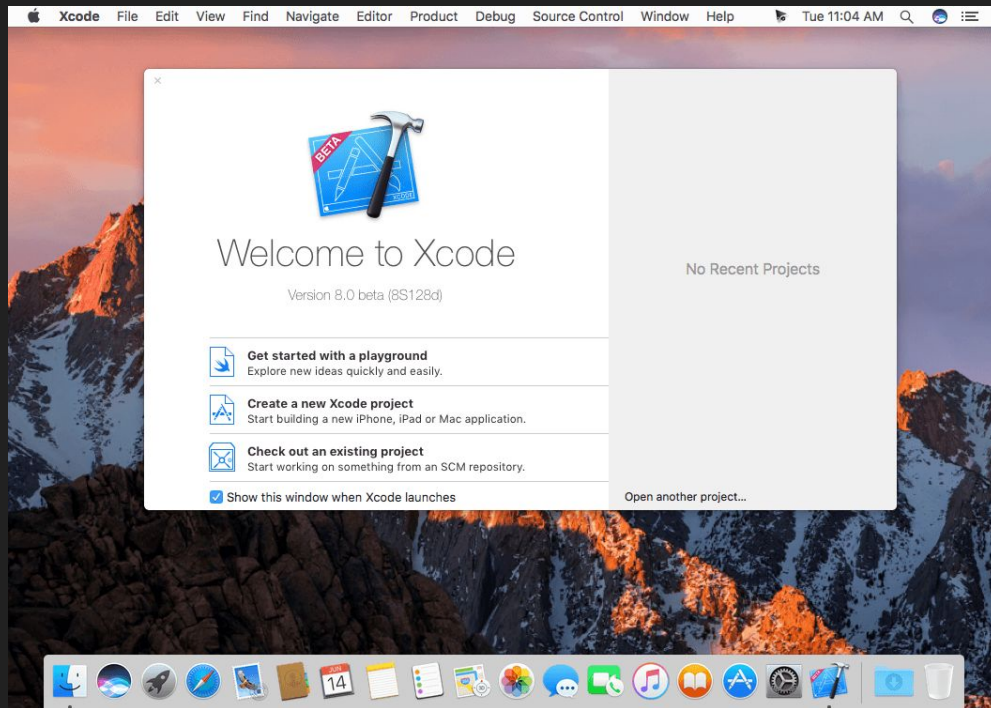 Xcode File Edit View Find Navigate Editor Product Debug Source Control Window Help Tue 11:04 AM
BETA
XCODE
Welcome to Xcode
Version 8.0 beta (8S128d)
No Recent Projects
Get started with a playground
Explore new ideas quickly and easily.
Create a new Xcode project
Start building a new iPhone, iPad or Mac application.
Check out an existing project
Start working on something from an SCM repository.
Show this window when Xcode launches
Open another project...
JUN
14